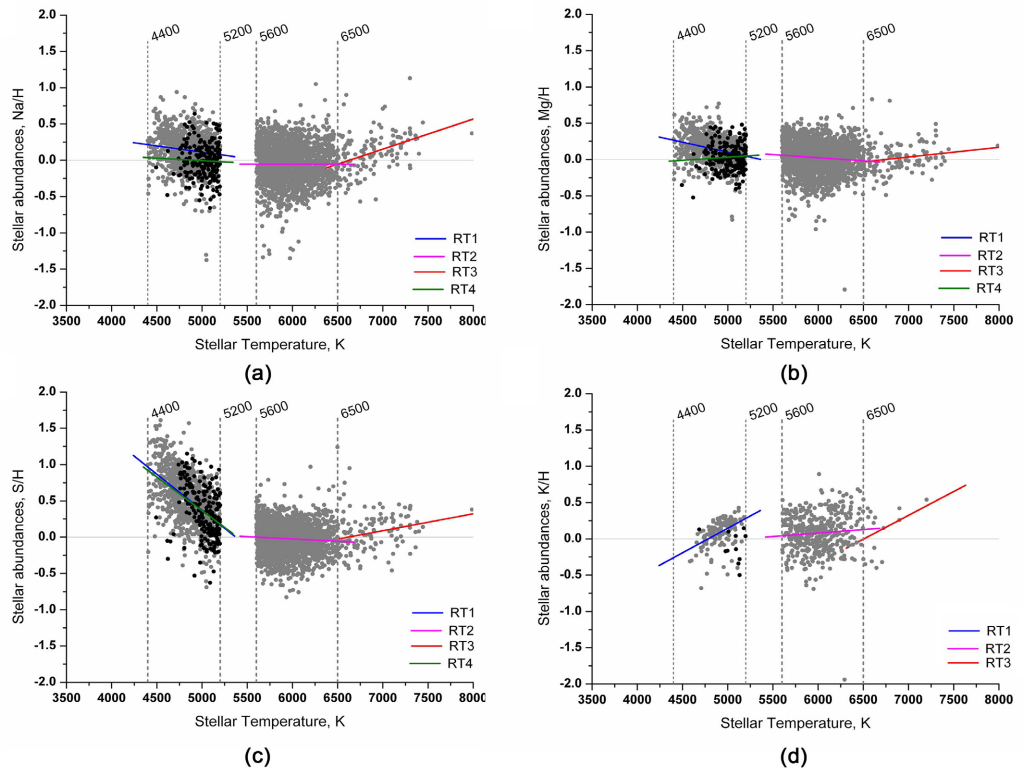 2.0
1.5
1.0
0.5
0.0
-0.5
-1.0
-1.5
-2.0
Stellar abundances, Na/H
4400 5200 5600 6500
RT1
RT2
RT3
RT4
3500 4000 4500 5000 5500 6000 6500 7000 7500 8000
Stellar Temperature, K
(a)
2.0
1.5
1.0
0.5
0.0
-0.5
-1.0
-1.5
-2.0
Stellar abundances, Mg/H
4400 5200 5600 6500
RT1
RT2
RT3
RT4
3500 4000 4500 5000 5500 6000 6500 7000 7500 8000
Stellar Temperature, K
(b)
2.0
1.5
1.0
0.5
0.0
-0.5
-1.0
-1.5
-2.0
Stellar abundances, S/H
4400 5200 5600 6500
RT1
RT2
RT3
RT4
3500 4000 4500 5000 5500 6000 6500 7000 7500 8000
Stellar Temperature, K
(c)
2.0
1.5
1.0
0.5
0.0
-0.5
-1.0
-1.5
-2.0
Stellar abundances, K/H
4400 5200 5600 6500
RT1
RT2
RT3
3500 4000 4500 5000 5500 6000 6500 7000 7500 8000
Stellar Temperature, K
(d)